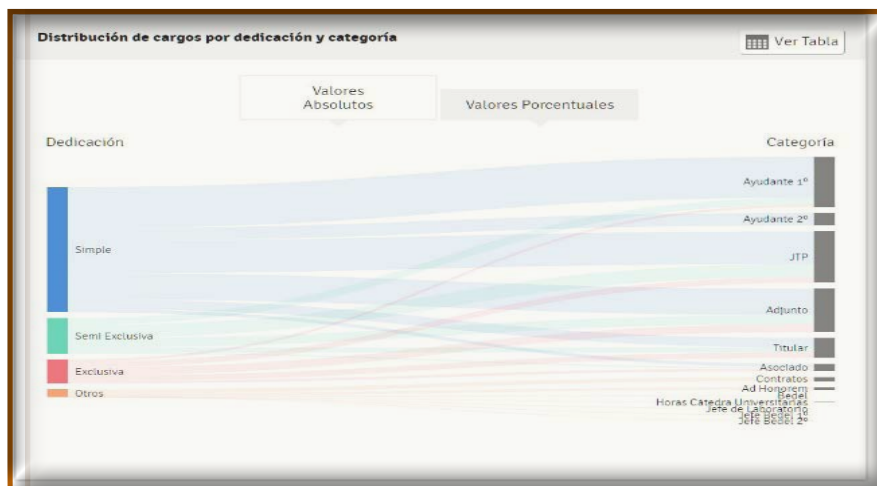 Distribución de cargos por dedicación y categoría
Ver Tabla
Valores
Absolutos
Valores Porcentuales
Dedicación
Categoría
Simple
Semi Exclusiva
Exclusiva
Otros
Ayudante 1º
Ayudante 2º
JTP
Adjunto
Titular
Asociado
Contratos
Ad Honorem
Bedel
Horas Cátedra Universitarias
Jefe de Laboratorio
Jefe Bedel 1º
Jefe Bedel 2º